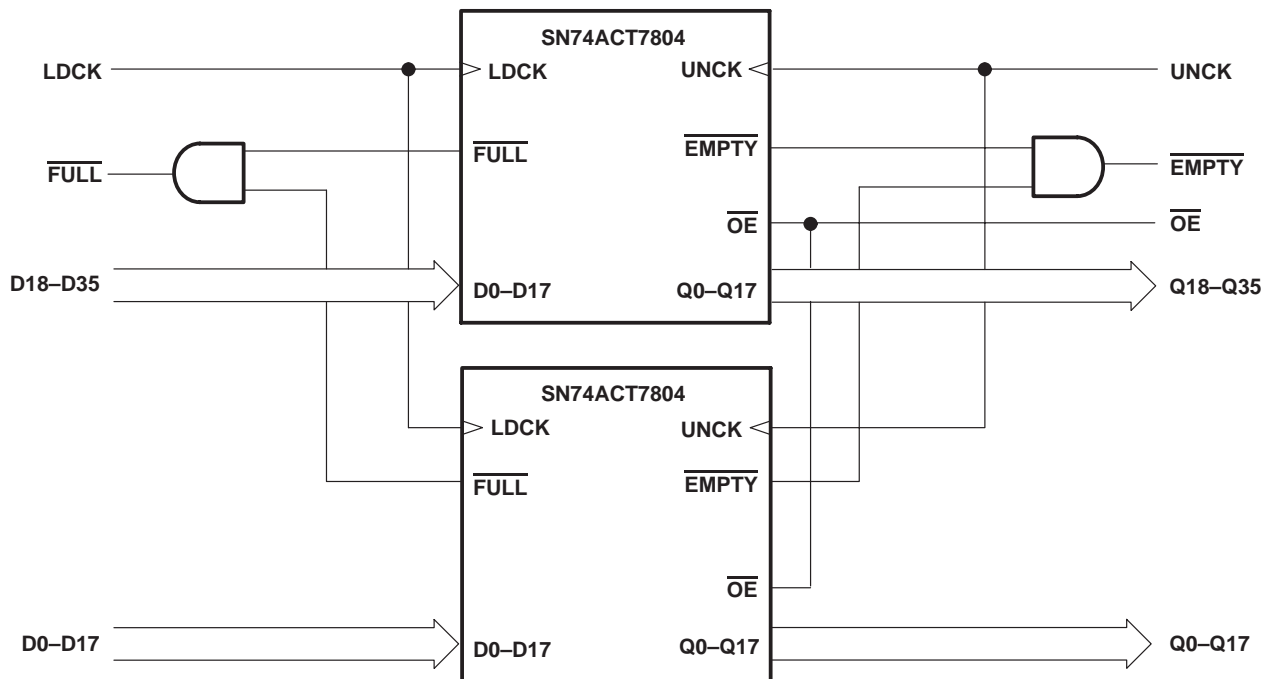 SN74ACT7804
LDCK
LDCK
UNCK
UNCK
FULL
FULL
EMPTY
EMPTY
OE
OE
D18–D35
D0–D17
Q0–Q17
Q18–Q35
SN74ACT7804
LDCK
UNCK
FULL
EMPTY
OE
D0–D17
D0–D17
Q0–Q17
Q0–Q17